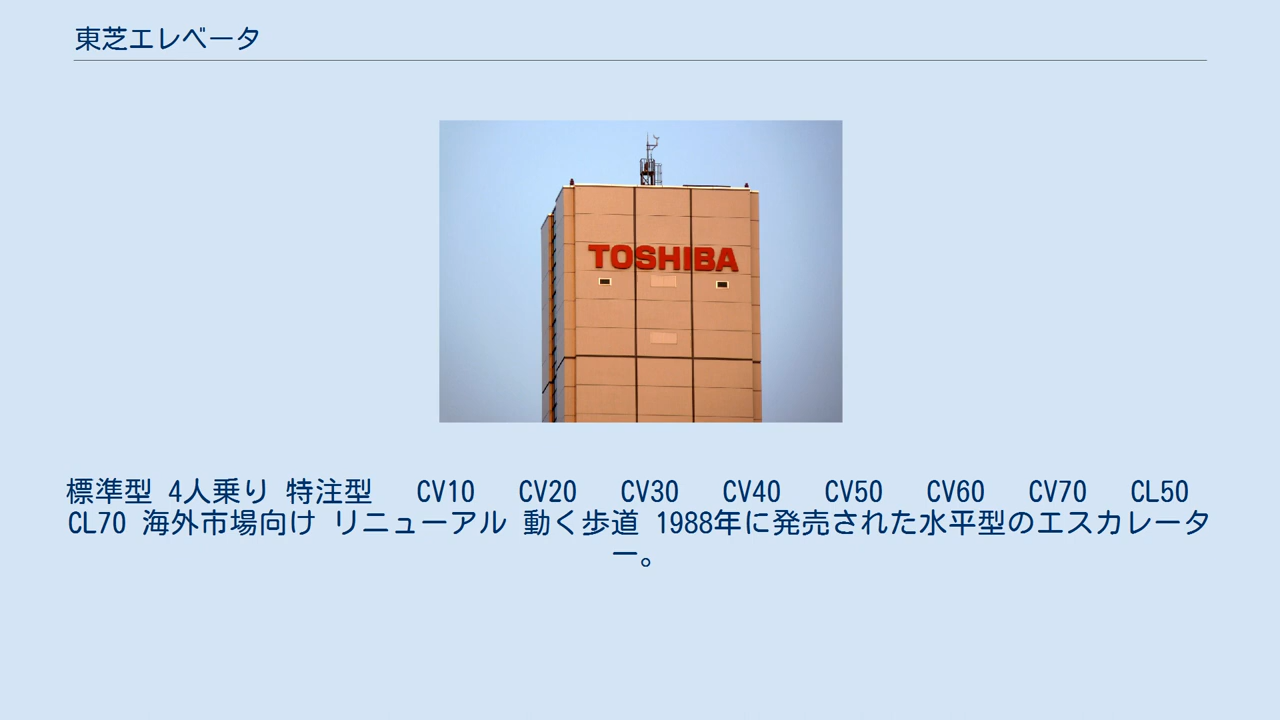 東芝エレベータ
TOSHIBA
標準型 4人乗り 特注型 CV10 CV20 CV30 CV40 CV50 CV60 CV70 CL50
CL70 海外市場向け リニューアル 動く歩道 1988年に発売された水平型のエスカレータ
ー。